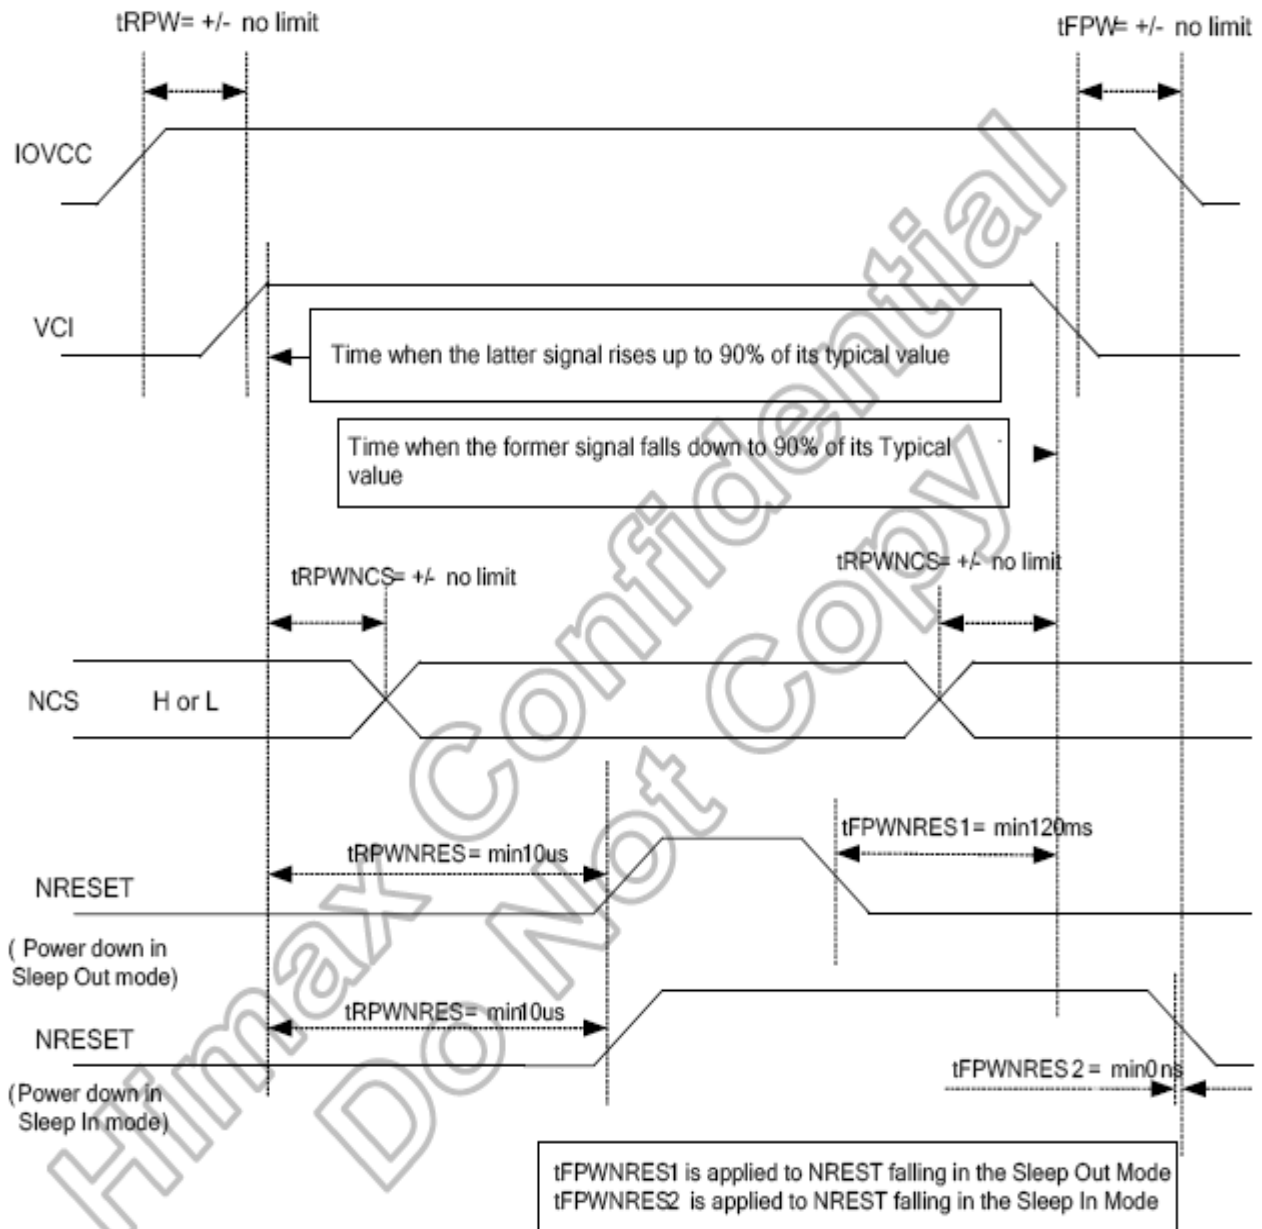 tRPW= +/- no limit
tFPW= +/- no limit
IOVCC
VCI
Time when the latter signal rises up to 90% of its typical value
Time when the former signal falls down to 90% of its Typical
value
tRPWNCS= +/- no limit
tRPWNCS= +/- no limit
NCS
H or L
tFPWNRES1= min120ms
tRPWNRES= min10us
NRESET
( Power down in
Sleep Out mode)
tRPWNRES= min10us
NRESET
tFPWNRES2 = min0ns
(Power down in
Sleep In mode)
tFPWNRES1 is applied to NREST falling in the Sleep Out Mode
tFPWNRES2 is applied to NREST falling in the Sleep In Mode
Himax Confidential
Do Not Copy